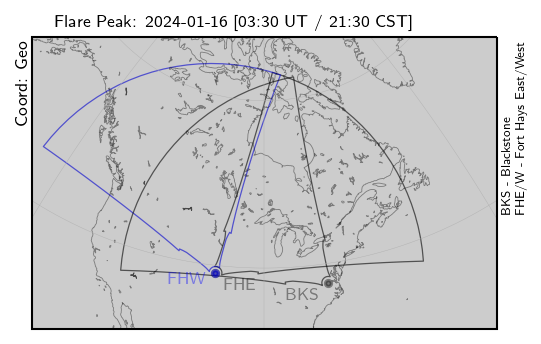 Flare Peak: 2024-01-16 [03:30 UT / 21:30 CST]
Coord: Geo
FHW
FHE
BKS
BKS - Blackstone
FHE/W - Fort Hays East/West